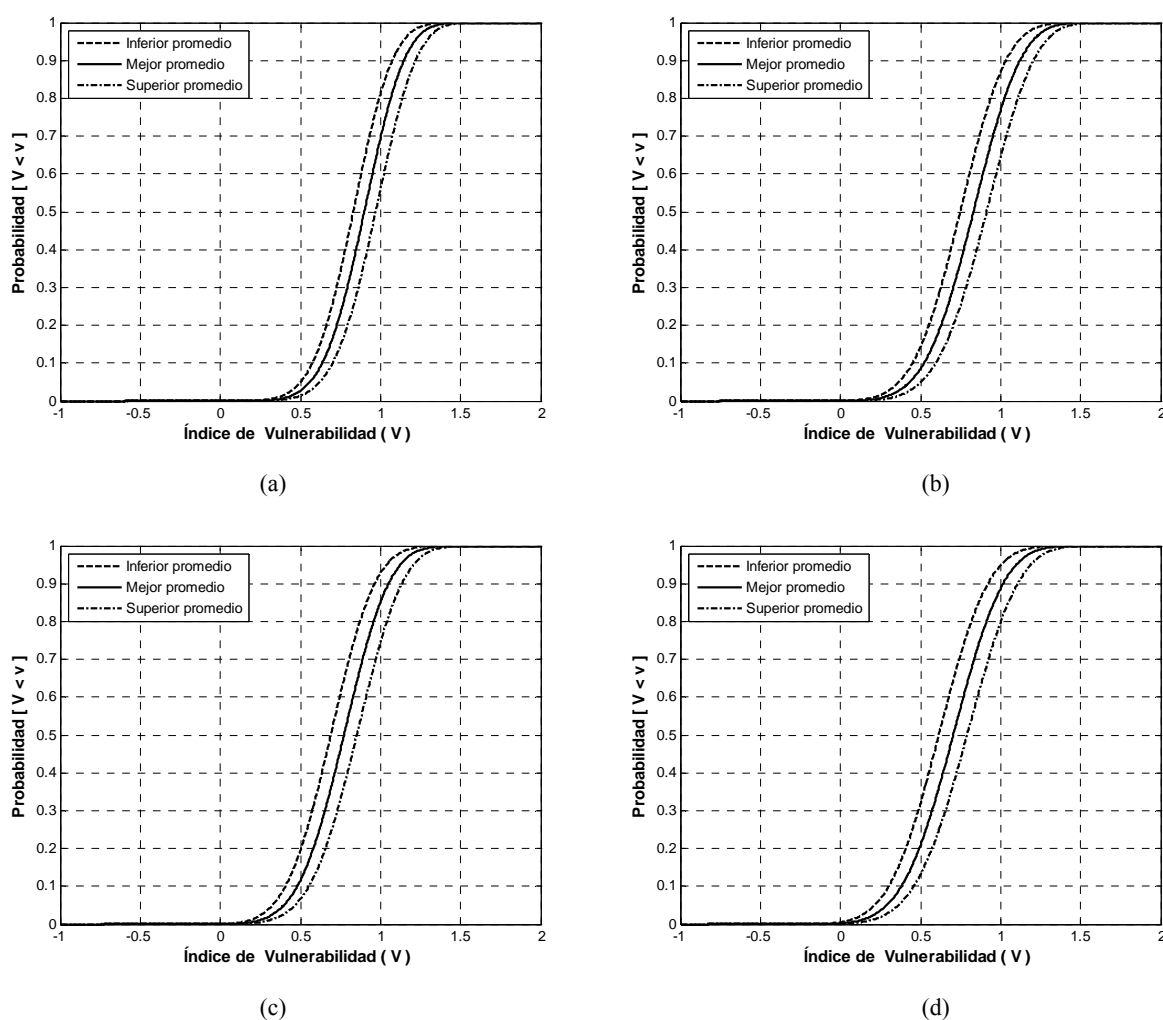 1
0.9
0.8
0.7
0.6
0.5
0.4
0.3
0.2
0.1
0
Probabilidad [ V < v ]
Inferior promedio
Mejor promedio
Superior promedio
-1 -0.5 0 0.5 1 1.5 2
Índice de Vulnerabilidad ( V )
(a)
1
0.9
0.8
0.7
0.6
0.5
0.4
0.3
0.2
0.1
0
Probabilidad [ V < v ]
Inferior promedio
Mejor promedio
Superior promedio
-1 -0.5 0 0.5 1 1.5 2
Índice de Vulnerabilidad ( V )
(b)
1
0.9
0.8
0.7
0.6
0.5
0.4
0.3
0.2
0.1
0
Probabilidad [ V < v ]
Inferior promedio
Mejor promedio
Superior promedio
-1 -0.5 0 0.5 1 1.5 2
Índice de Vulnerabilidad ( V )
(c)
1
0.9
0.8
0.7
0.6
0.5
0.4
0.3
0.2
0.1
0
Probabilidad [ V < v ]
Inferior promedio
Mejor promedio
Superior promedio
-1 -0.5 0 0.5 1 1.5 2
Índice de Vulnerabilidad ( V )
(d)